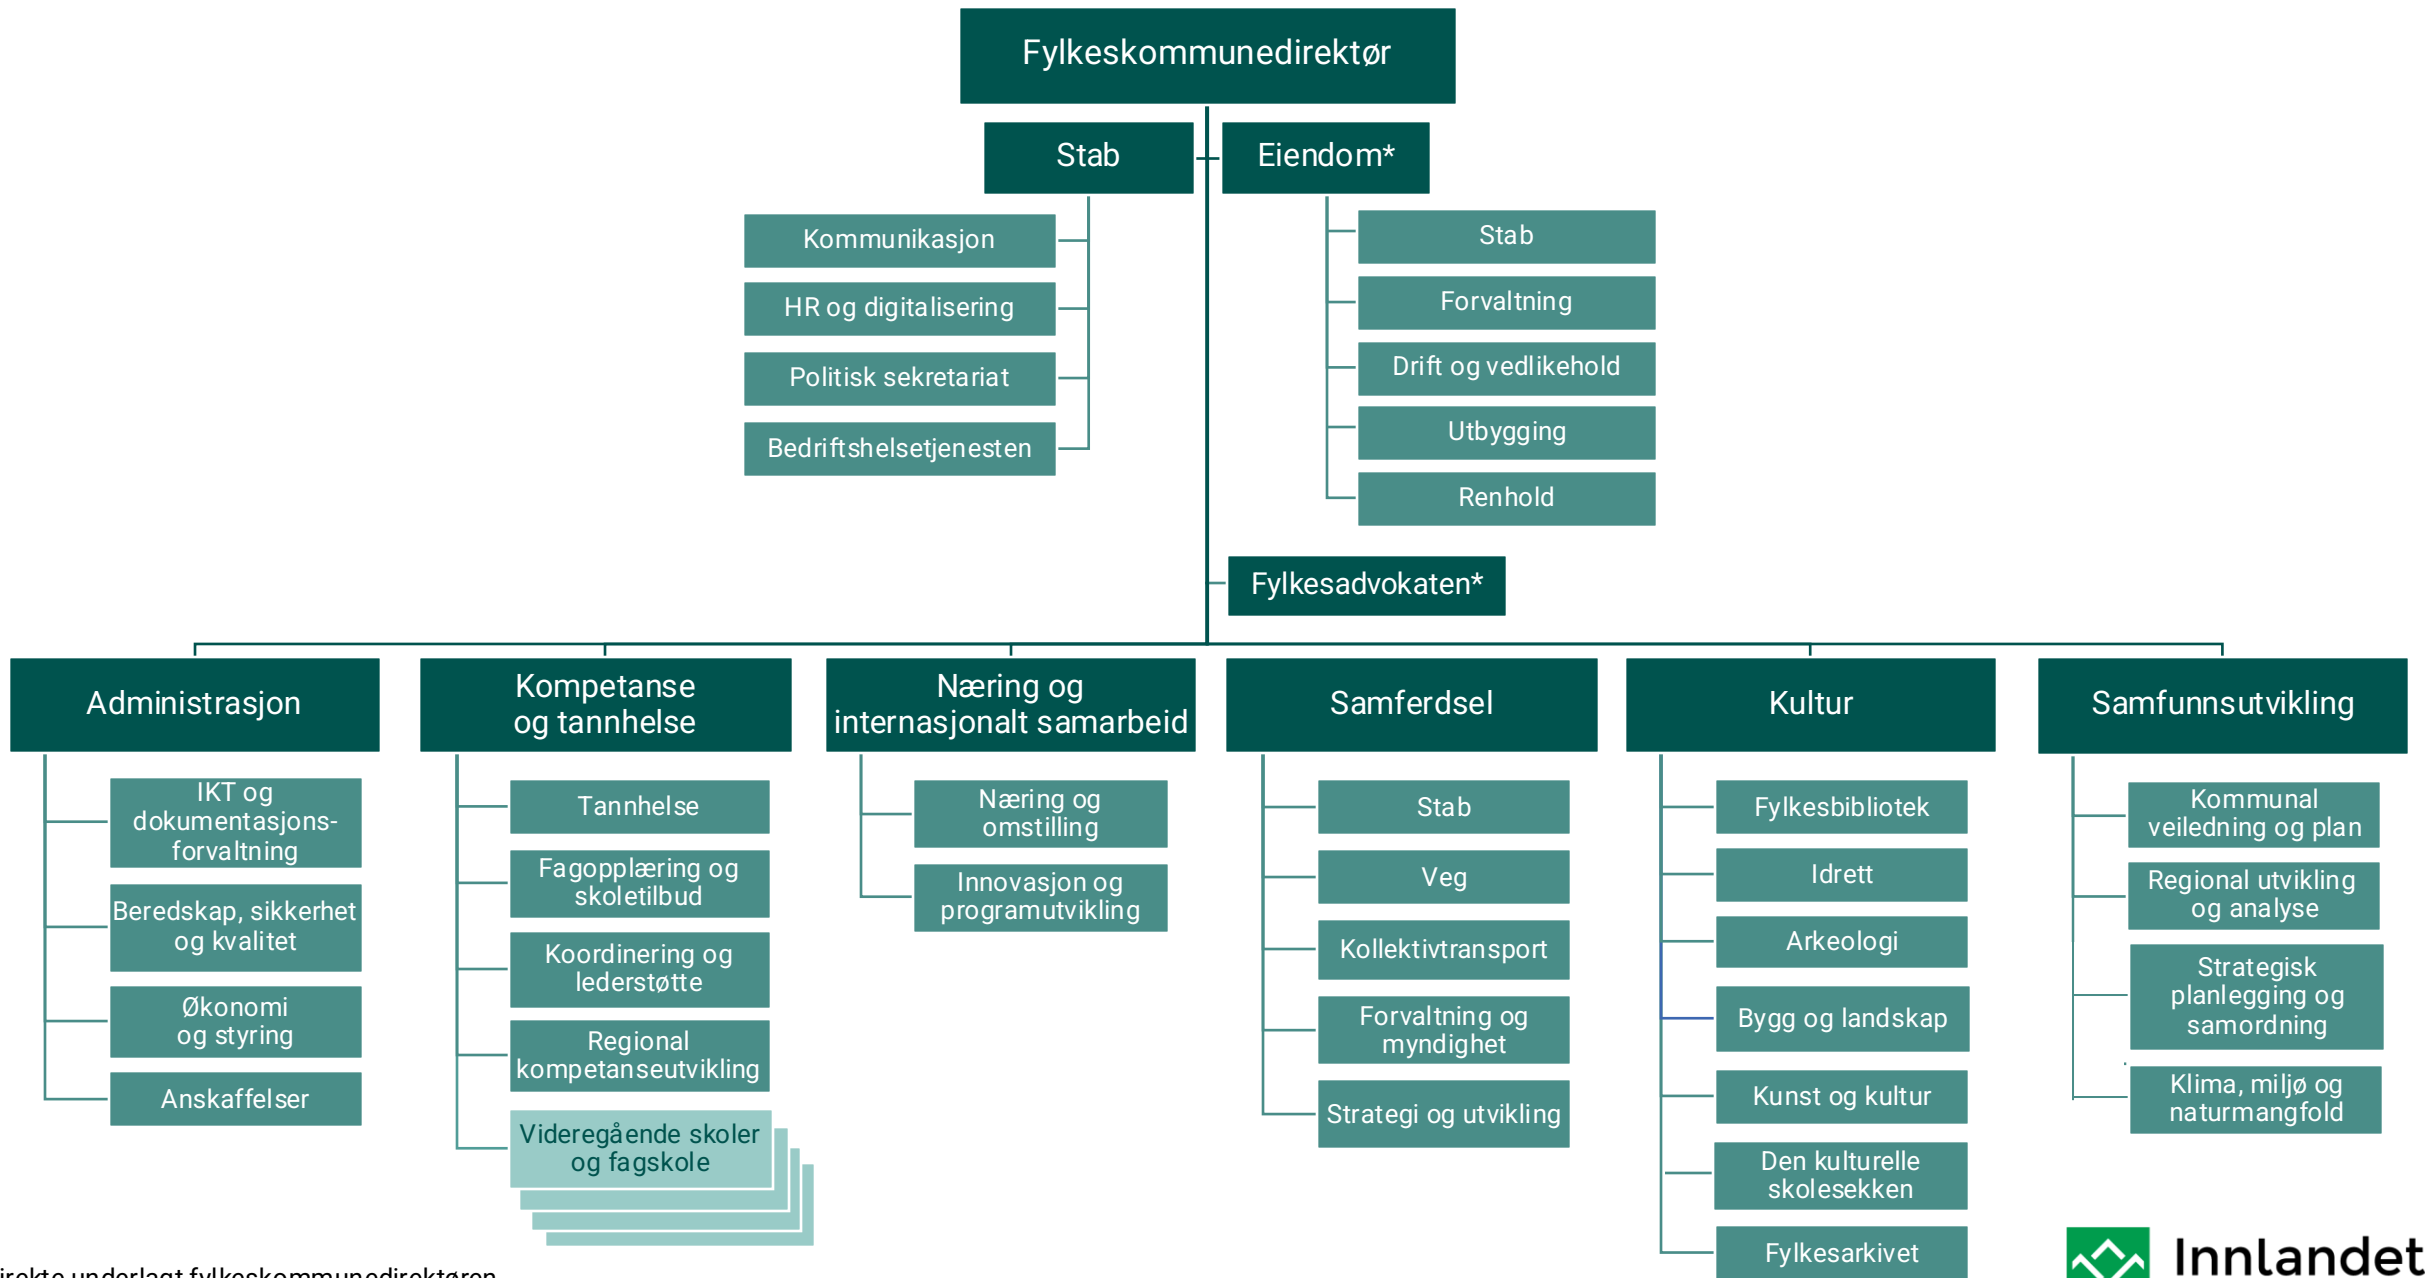 Fylkeskommunedirektør
Stab
Eiendom*
Kommunikasjon
HR og digitalisering
Politisk sekretariat
Bedriftshelsetjenesten
Stab
Forvaltning
Drift og vedlikehold
Utbygging
Renhold
Fylkesadvokaten*
Administrasjon
IKT og
dokumentasjons-
forvaltning
Beredskap, sikkerhet
og kvalitet
Økonomi
og styring
Anskaffelser
Kompetanse
og tannhelse
Tannhelse
Fagopplæring og
skoletilbud
Koordinering og
lederstøtte
Regional
kompetanseutvikling
Videregående skoler
og fagskole
Næring og
internasjonalt samarbeid
Næring og
omstilling
Innovasjon og
programutvikling
Samferdsel
Stab
Veg
Kollektivtransport
Forvaltning og
myndighet
Strategi og utvikling
Kultur
Fylkesbibliotek
Idrett
Arkeologi
Bygg og landskap
Kunst og kultur
Den kulturelle
skolesekken
Fylkesarkivet
Samfunnsutvikling
Kommunal
veiledning og plan
Regional utvikling
og analyse
Strategisk
planlegging og
samordning
Klima, miljø og
naturmangfold
underlagt fylkeskommunedirektøren
Innlandet